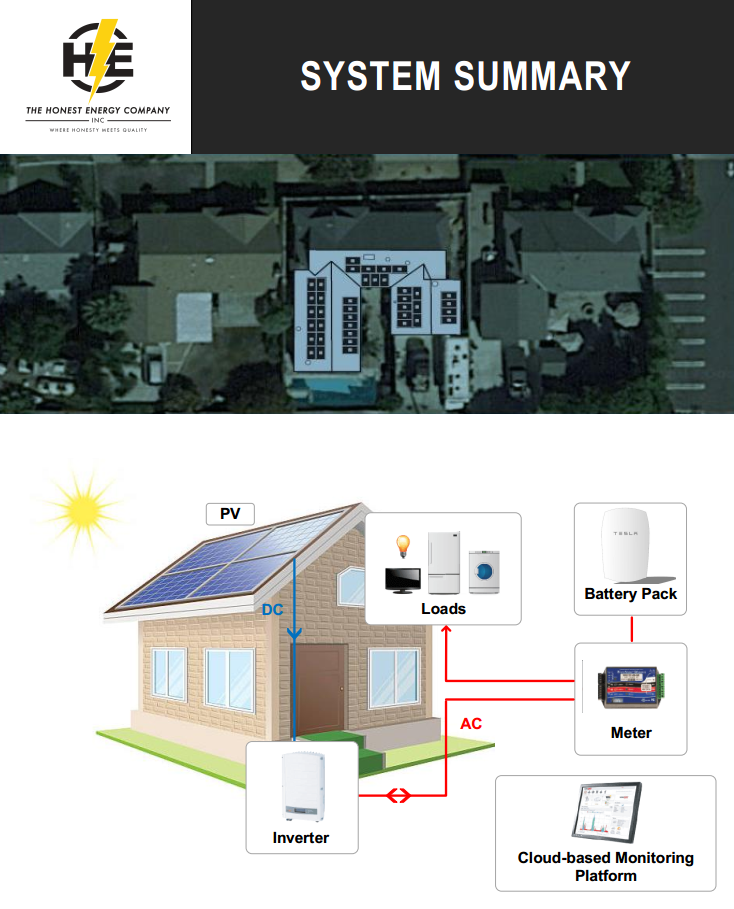 HE
THE HONEST ENERGY COMPANY
INC
WHERE HONESTY MEETS QUALITY
SYSTEM SUMMARY
PV
DC
Loads
TESLA
Battery Pack
AC
Meter
Inverter
Cloud-based Monitoring
Platform